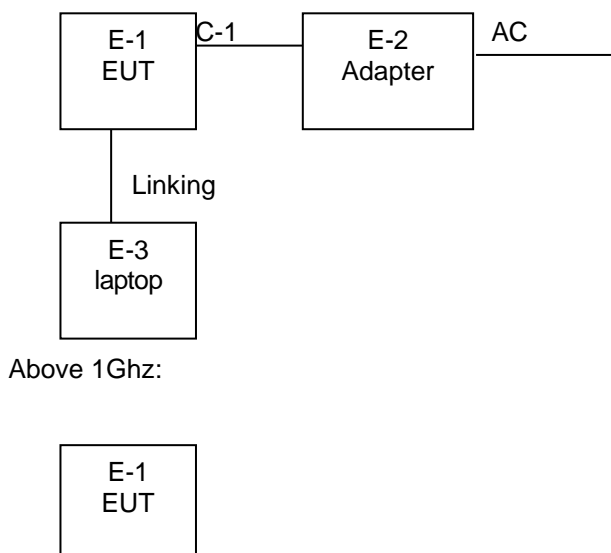 E-1
EUT
C-1
E-2
Adapter
AC
Linking
E-3
laptop
Above 1Ghz:
E-1
EUT